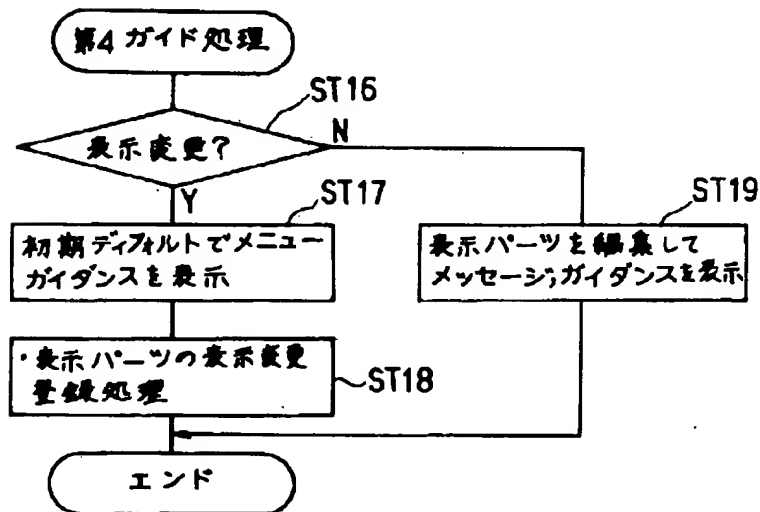 第4 ガイド処理
ST16
表示変更?
N
Y
ST17
ST19
初期ディフォルトでメニュー
ガイダンスを表示
表示パーツを編集して
メッセージ,ガイダンスを表示
・表示パーツの表示変更
登録処理
ST18
エンド